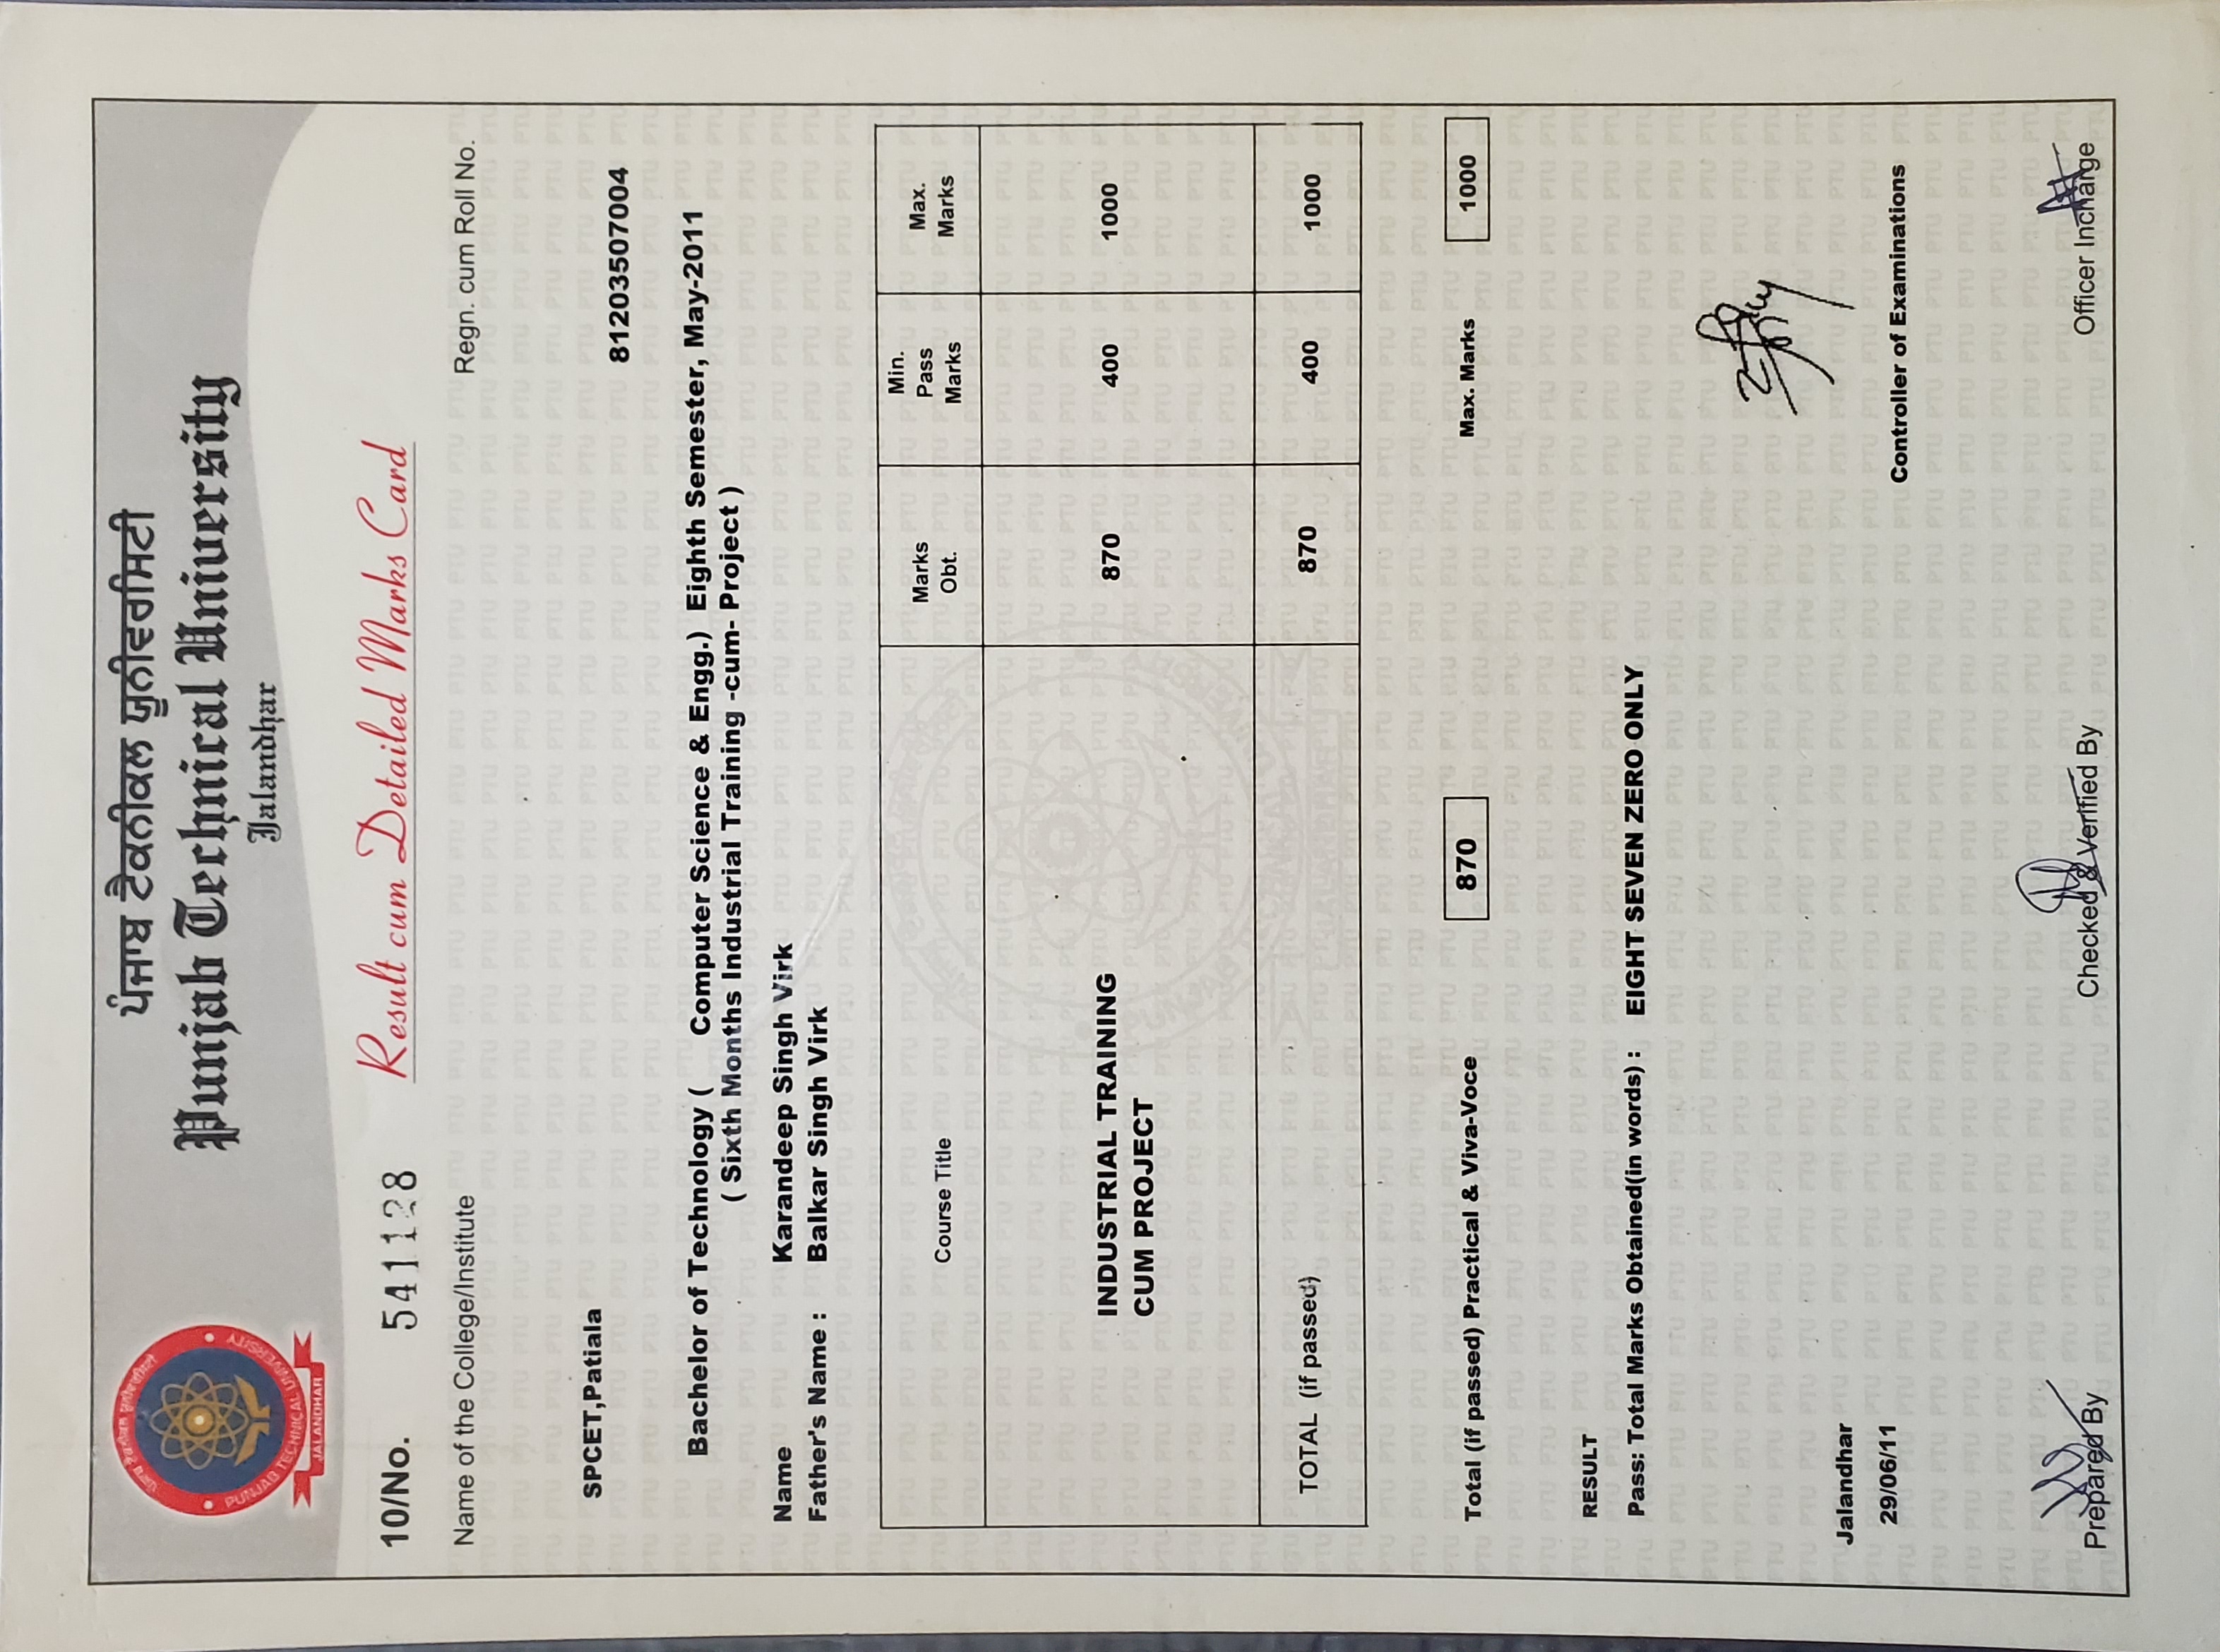 ਪੰਜਾਬ ਟੈਕਨੀਕਲ ਯੂਨੀਵਰਸਿਟੀ
Punjab Technical University
Jalandhar
ਪੰਜਾਬ ਟੈਕਨੀਕਲ ਯੂਨੀਵਰਸਿਟੀ
PUNJAB TECHNICAL UNIVERSITY
JALANDHAR
10/No. 541128 Result cum Detailed Marks Card
Name of the College/Institute Regn. cum Roll No.
SPCET,Patiala
81203507004
Bachelor of Technology ( Computer Science & Engg.) Eighth Semester, May-2011
( Sixth Months Industrial Training -cum- Project )
Name Karandeep Singh Virk
Father's Name : Balkar Singh Virk
Course Title Marks Obt. Min. Pass Marks Max. Marks
INDUSTRIAL TRAINING 870 400 1000
CUM PROJECT
TOTAL (if passed) 870 400 1000
Total (if passed) Practical & Viva-Voce 870 Max. Marks 1000
RESULT
Pass: Total Marks Obtained(in words) : EIGHT SEVEN ZERO ONLY
Jalandhar
29/06/11
Controller of Examinations
Prepared By Checked & Verified By Officer Incharge